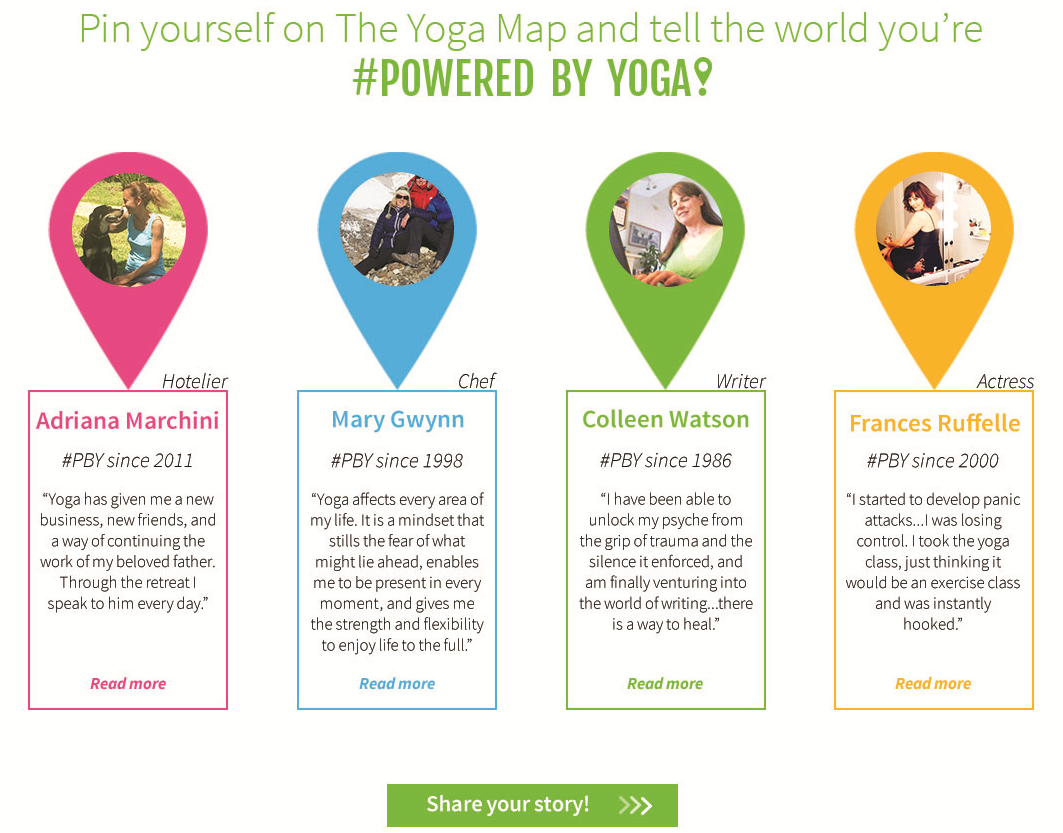 Pin yourself on The Yoga Map and tell the world you're
#POWERED BY YOGA!
Hotelier
Adriana Marchini
#PBY since 2011
“Yoga has given me a new
business, new friends, and
a way of continuing the
work of my beloved father.
Through the retreat I
speak to him every day.”
Read more
Chef
Mary Gwynn
#PBY since 1998
“Yoga affects every area of
my life. It is a mindset that
stills the fear of what
might lie ahead, enables
me to be present in every
moment, and gives me
the strength and flexibility
to enjoy life to the full.”
Read more
Writer
Colleen Watson
#PBY since 1986
“I have been able to
unlock my psyche from
the grip of trauma and the
silence it enforced, and
am finally venturing into
the world of writing...there
is a way to heal.”
Read more
Actress
Frances Ruffelle
#PBY since 2000
“I started to develop panic
attacks...I was losing
control. I took the yoga
class, just thinking it
would be an exercise class
and was instantly
hooked.”
Read more
Share your story!